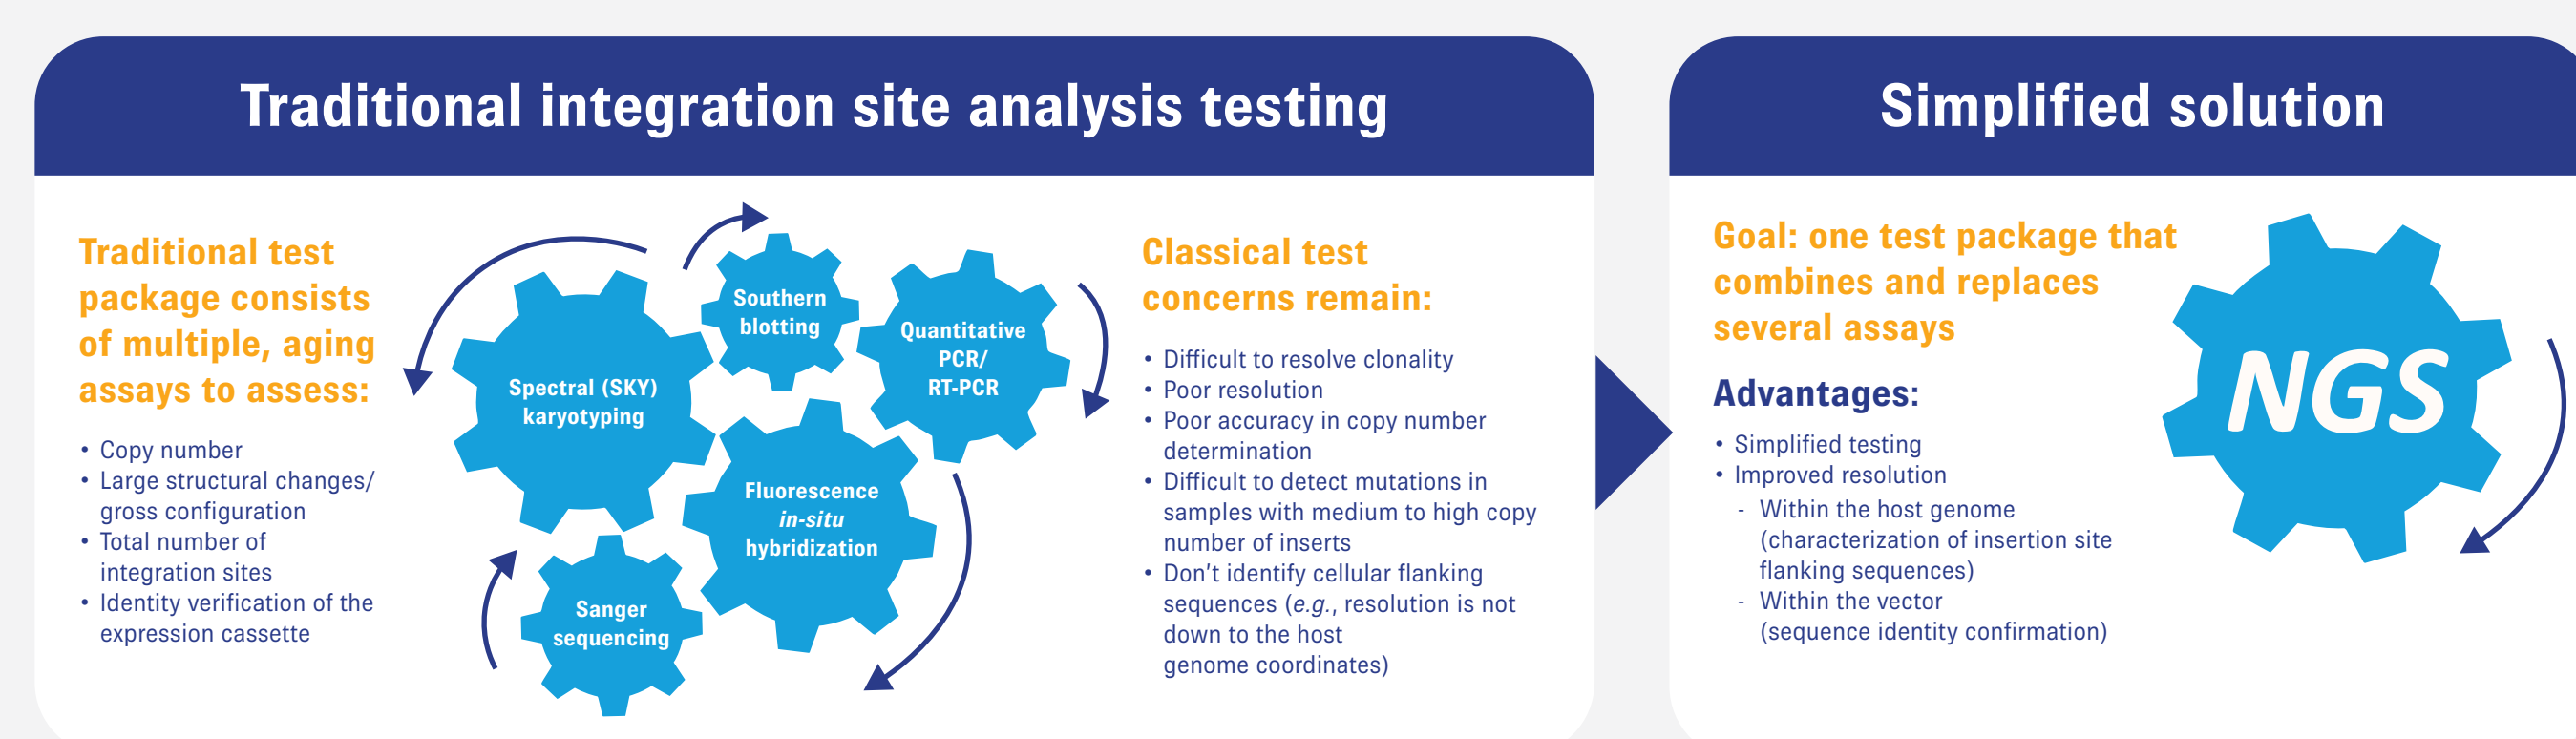 Traditional integration site analysis testing
Traditional test
package consists
of multiple, aging
assays to assess:
• Copy number
• Large structural changes/
gross configuration
• Total number of
integration sites
• Identity verification of the
expression cassette
Spectral (SKY)
karyotyping
Southern
blotting
Quantitative
PCR/
RT-PCR
Fluorescence
in-situ
hybridization
Sanger
sequencing
Classical test
concerns remain:
• Difficult to resolve clonality
• Poor resolution
• Poor accuracy in copy number
determination
• Difficult to detect mutations in
samples with medium to high copy
number of inserts
• Don't identify cellular flanking
sequences (e.g., resolution is not
down to the host
genome coordinates)
Simplified solution
Goal: one test package that
combines and replaces
several assays
Advantages:
• Simplified testing
• Improved resolution
- Within the host genome
(characterization of insertion site
flanking sequences)
- Within the vector
(sequence identity confirmation)
NGS